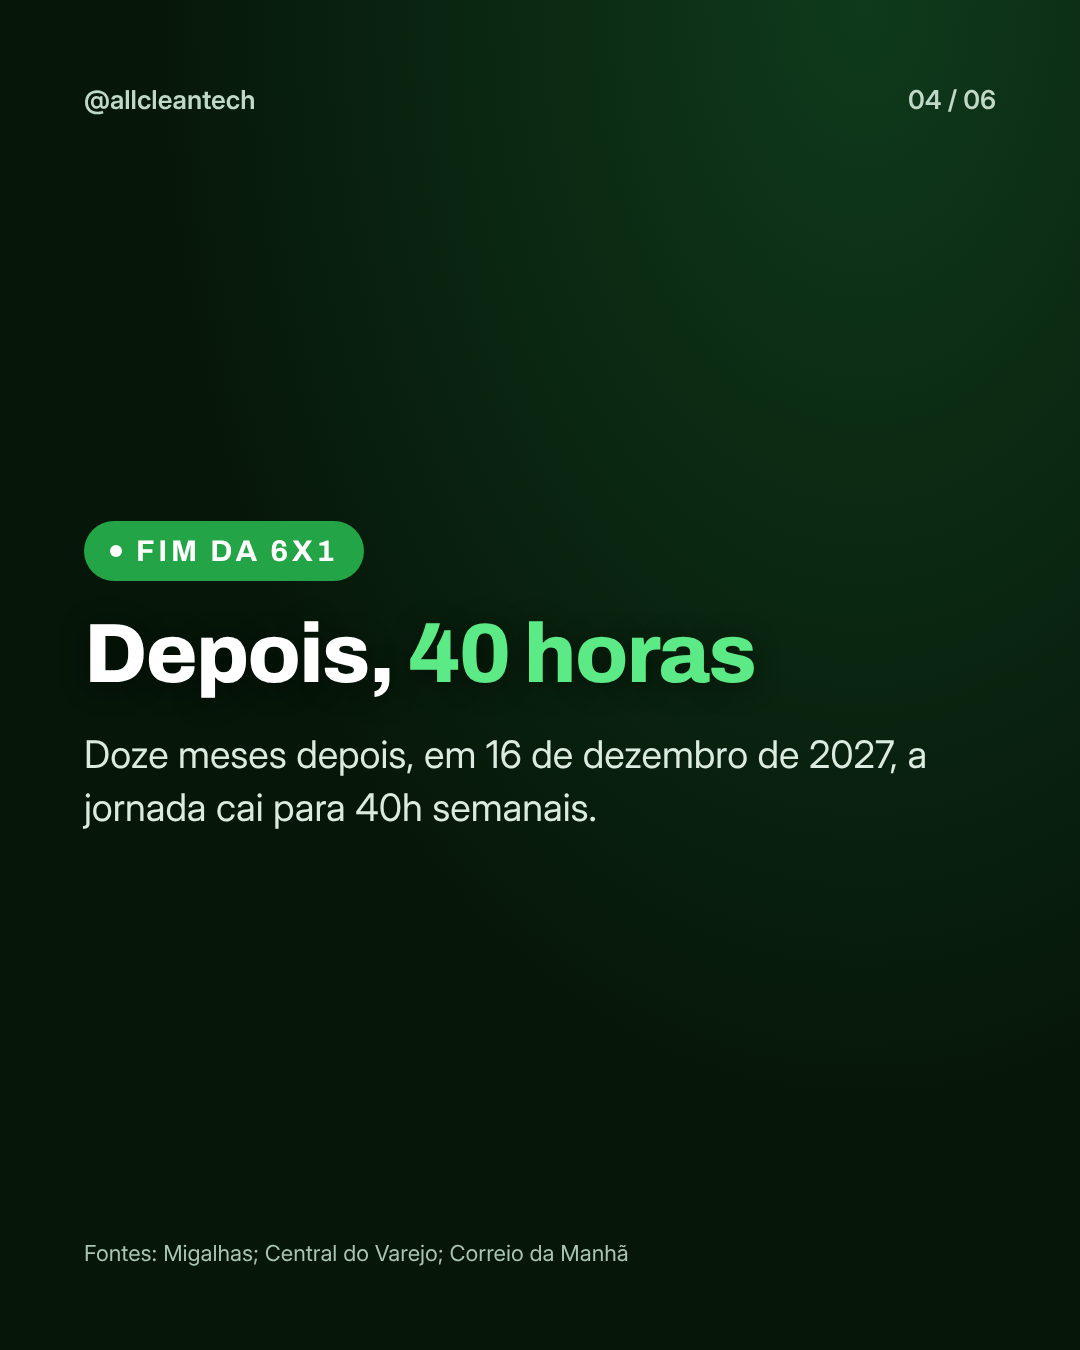 @allcleantech
04 / 06
• FIM DA 6X1
Depois, 40 horas
Doze meses depois, em 16 de dezembro de 2027, a
jornada cai para 40h semanais.
Fontes: Migalhas; Central do Varejo; Correio da Manhã